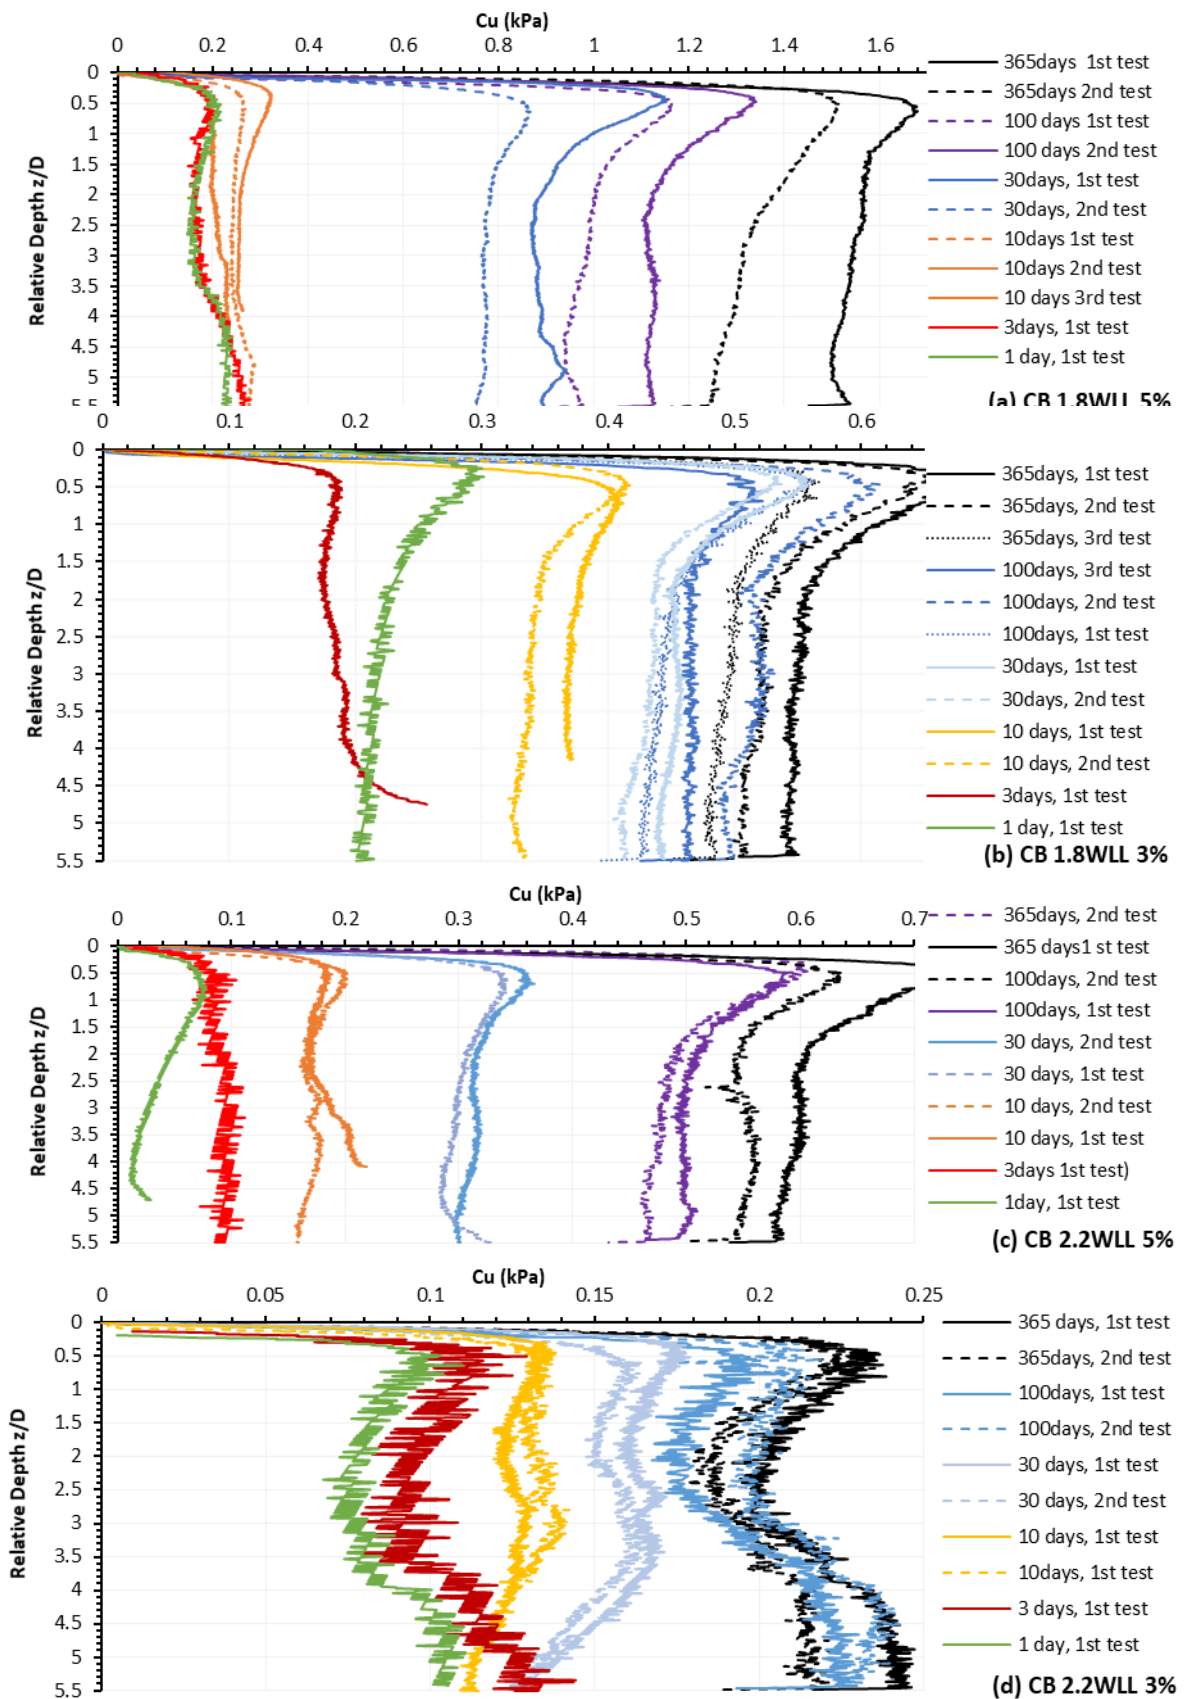 Cu (kPa)
0 0.2 0.4 0.6 0.8 1 1.2 1.4 1.6
0
0.5
1
1.5
2
2.5
3
3.5
4
4.5
5
5.5
Relative Depth z/D
365days 1st test
365days 2nd test
100 days 1st test
100 days 2nd test
30days, 1st test
30days, 2nd test
10days 1st test
10days 2nd test
10 days 3rd test
3days, 1st test
1 day, 1st test
(a) CB 1.8WLL 5%
0 0.1 0.2 0.3 0.4 0.5 0.6
0
0.5
1
1.5
2
2.5
3
3.5
4
4.5
5
5.5
Relative Depth z/D
365days, 1st test
365days, 2nd test
365days, 3rd test
100days, 3rd test
100days, 2nd test
100days, 1st test
30days, 1st test
30days, 2nd test
10 days, 1st test
10 days, 2nd test
3days, 1st test
1 day, 1st test
(b) CB 1.8WLL 3%
Cu (kPa)
0 0.1 0.2 0.3 0.4 0.5 0.6 0.7
0
0.5
1
1.5
2
2.5
3
3.5
4
4.5
5
5.5
Relative Depth z/D
365days, 2nd test
365 days1 st test
100days, 2nd test
100days, 1st test
30 days, 2nd test
30 days, 1st test
10 days, 2nd test
10 days, 1st test
3days 1st test)
1day, 1st test
(c) CB 2.2WLL 5%
Cu (kPa)
0 0.05 0.1 0.15 0.2 0.25
0
0.5
1
1.5
2
2.5
3
3.5
4
4.5
5
5.5
Relative Depth z/D
365 days, 1st test
365days, 2nd test
100days, 1st test
100days, 2nd test
30 days, 1st test
30 days, 2nd test
10 days, 1st test
10days, 1st test
3 days, 1st test
1 day, 1st test
(d) CB 2.2WLL 3%